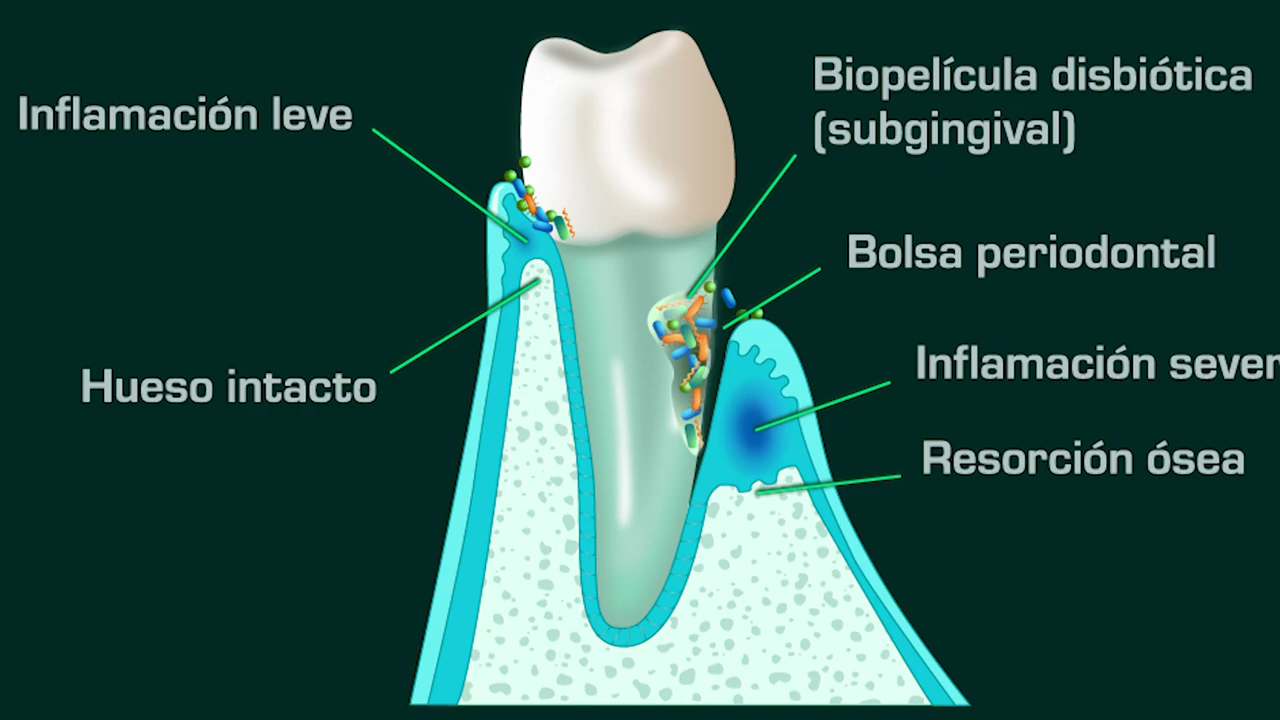 Inflamación leve
Hueso intacto
Biopelícula disbiótica
(subgingival)
Bolsa periodontal
Inflamación sever
Resorción ósea